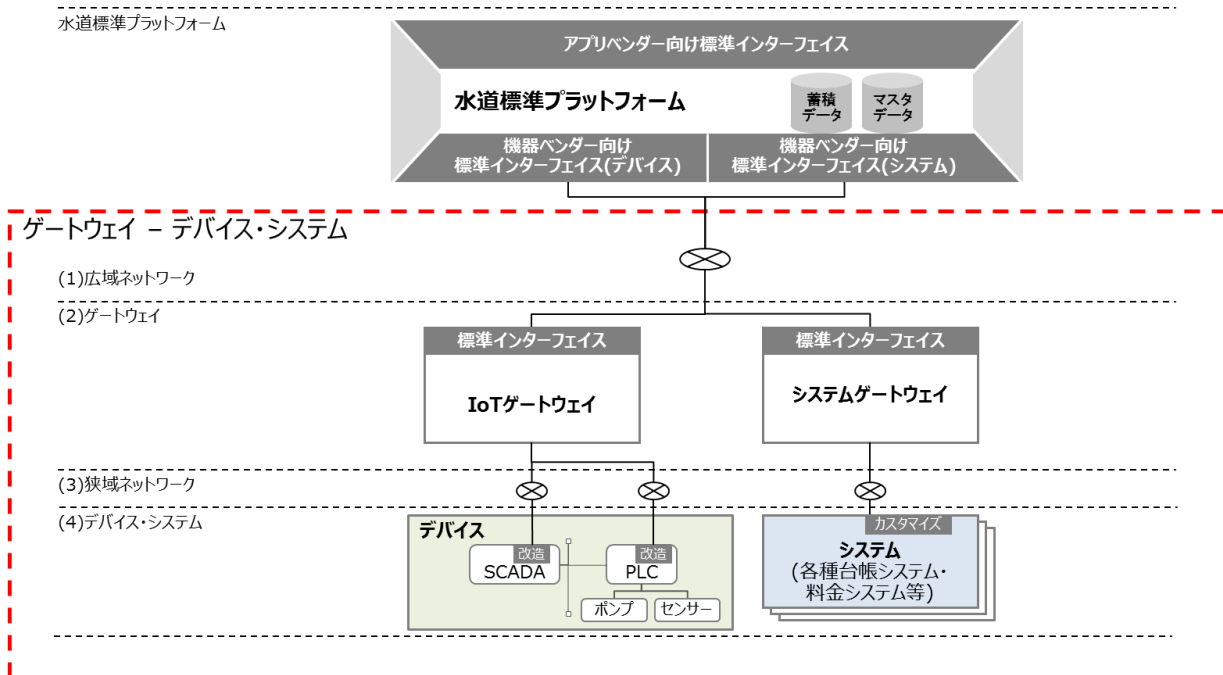 水道標準プラットフォーム
アプリベンダー向け標準インターフェイス
水道標準プラットフォーム
蓄積
データ
マスタ
データ
機器ベンダー向け
標準インターフェイス(デバイス)
機器ベンダー向け
標準インターフェイス(システム)
ゲートウェイ – デバイス・システム
(1)広域ネットワーク
(2)ゲートウェイ
標準インターフェイス
IoTゲートウェイ
標準インターフェイス
システムゲートウェイ
(3)狭域ネットワーク
(4)デバイス・システム
デバイス
改造
SCADA
改造
PLC
ポンプ
センサー
カスタマイズ
システム
(各種台帳システム・
料金システム等)